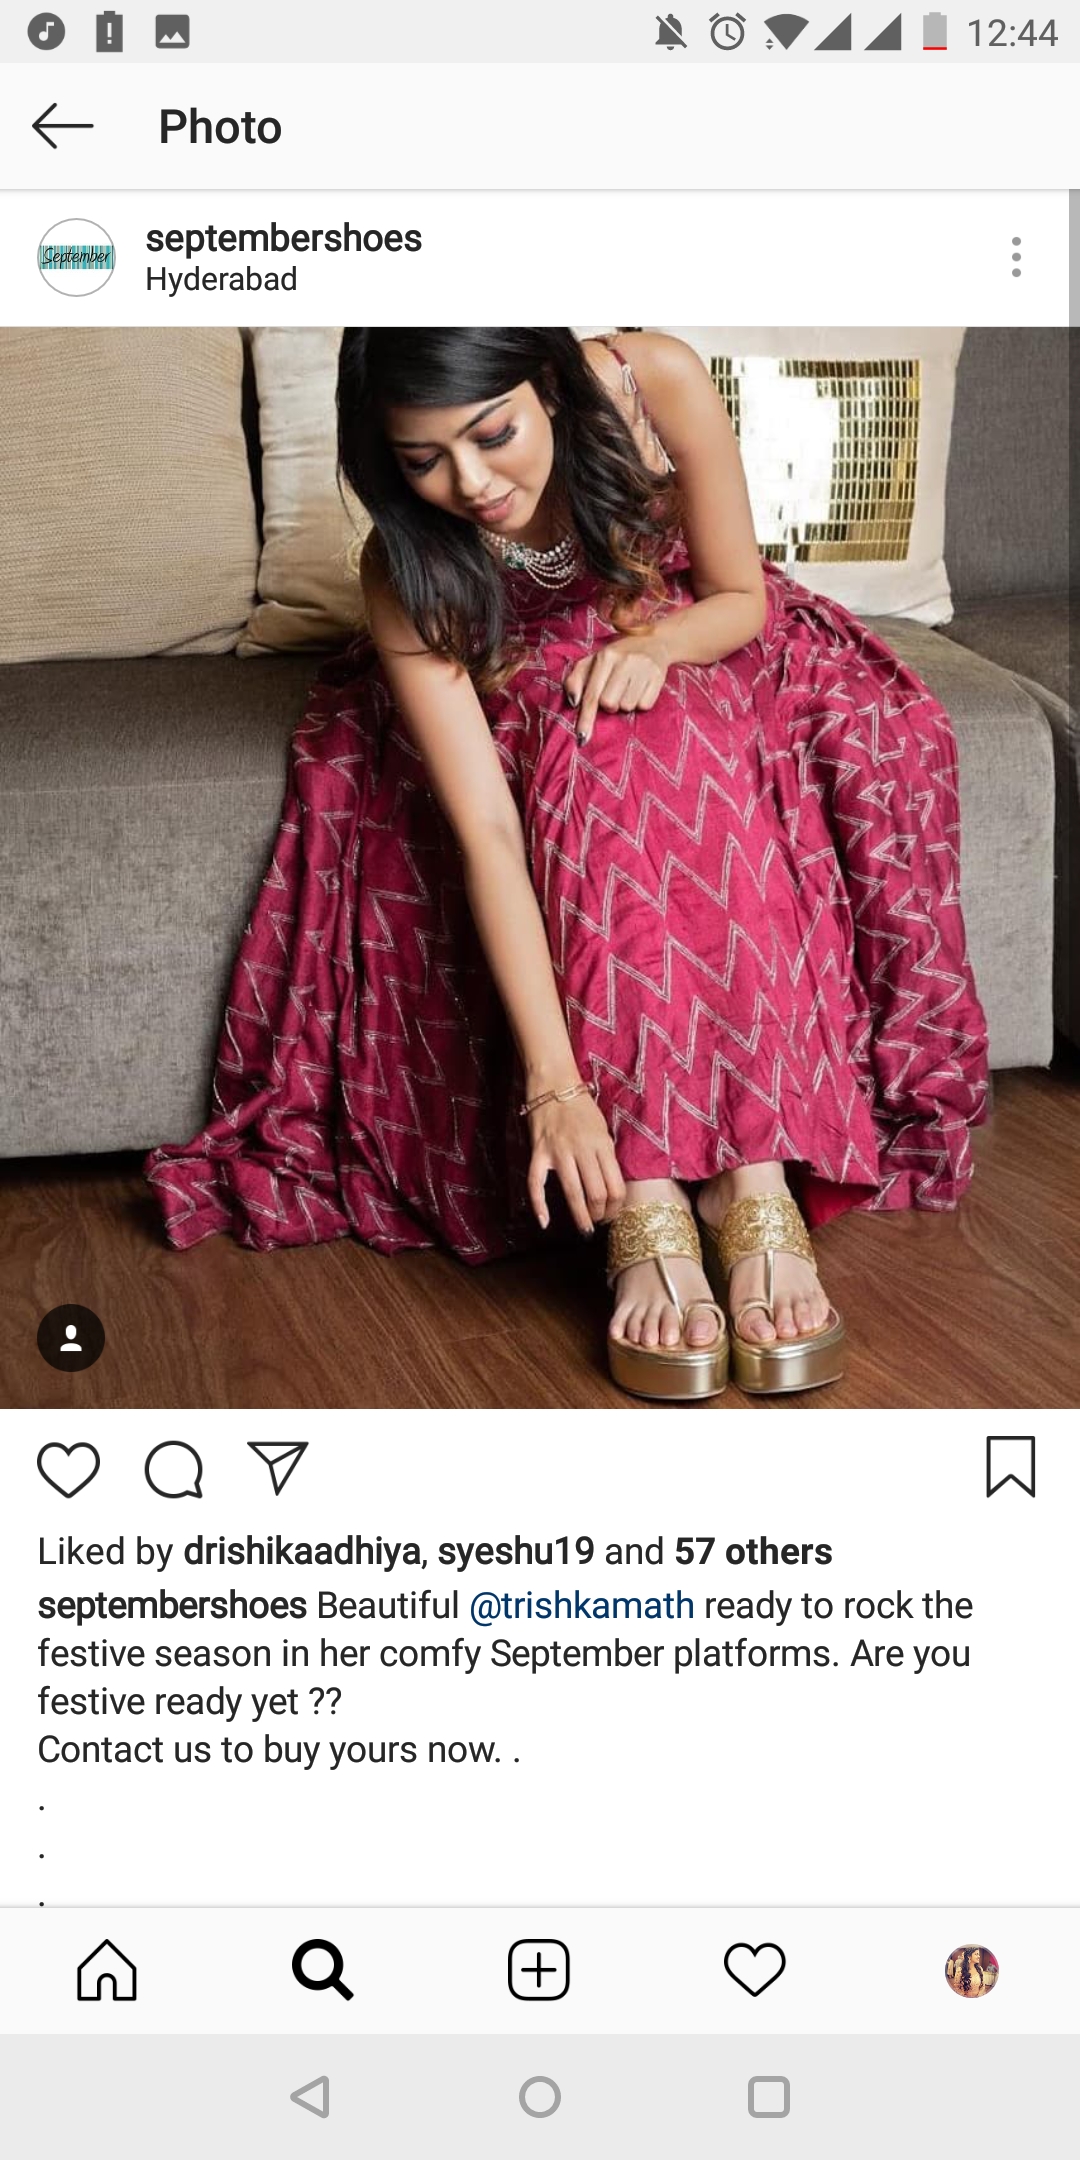 12:44
Photo
September
septembershoes
Hyderabad
Liked by drishikaadhiya, syeshu19 and 57 others
septembershoes Beautiful @trishkamath ready to rock the
festive season in her comfy September platforms. Are you
festive ready yet ??
Contact us to buy yours now. .
.
.
.